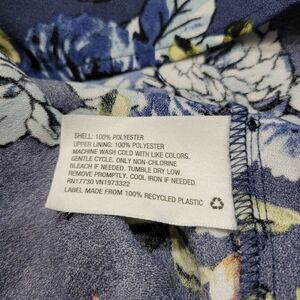 SHELL: 100% POLYESTER
UPPER LINING: 100% POLYESTER
MACHINE WASH COLD WITH LIKE COLORS.
GENTLE CYCLE. ONLY NON-CHLORINE
BLEACH IF NEEDED. TUMBLE DRY LOW.
REMOVE PROMPTLY. COOL IRON IF NEEDED.
RN17730 VN1973322
LABEL MADE FROM 100% RECYCLED PLASTIC